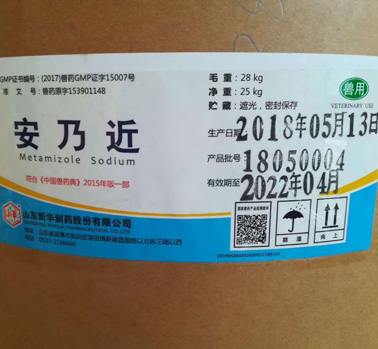 GMP证书编号：(2017)兽药GMP证字15007号
准 文 号：兽药原字153901148
安乃近
Metamizole Sodium
符合《中国兽药典》2015年版一部
山东新华制药股份有限公司
毛 重：28 kg
净 重：25 kg
贮 藏：遮光，密封保存
生产日期：2018年05月13日
产品批号：18050004
有效期至：2022年04月
兽用
VETERINARY USE
防 潮
向 上